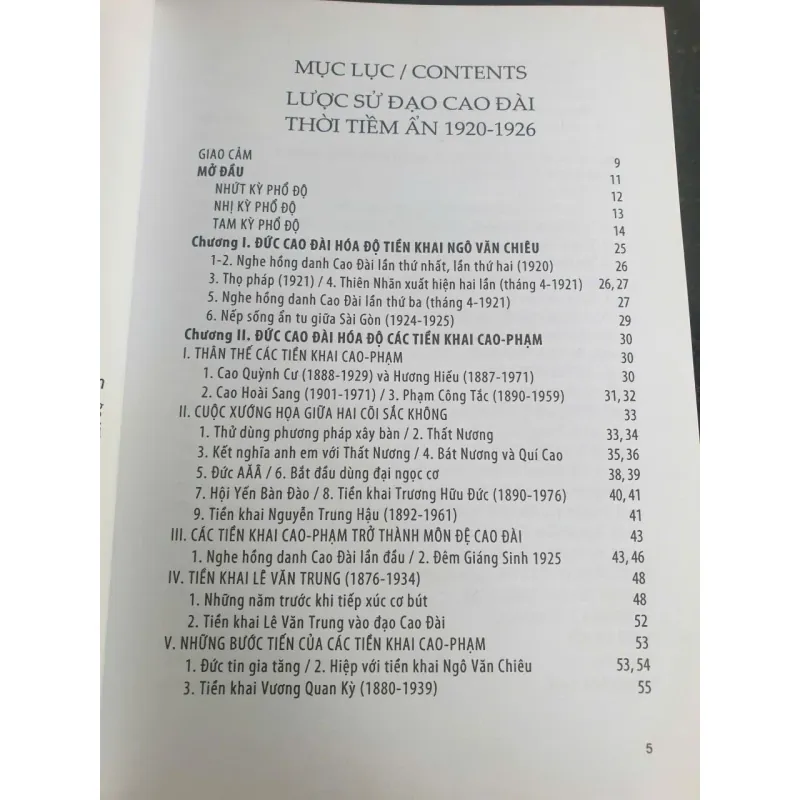 MỤC LỤC / CONTENTS
LƯỢC SỬ ĐẠO CAO ĐÀI
THỜI TIỀM ẨN 1920-1926
GIAO CẢM 9
MỞ ĐẦU 11
NHỨT KỲ PHỔ ĐỘ 12
NHỊ KỲ PHỔ ĐỘ 13
TAM KỲ PHỔ ĐỘ 14
Chương I. ĐỨC CAO ĐÀI HÓA ĐỘ TIỀN KHAI NGÔ VĂN CHIÊU 25
1-2. Nghe hồng danh Cao Đài lần thứ nhất, lần thứ hai (1920) 26
3. Thọ pháp (1921) / 4. Thiên Nhãn xuất hiện hai lần (tháng 4-1921) 26, 27
5. Nghe hồng danh Cao Đài lần thứ ba (tháng 4-1921) 27
6. Nếp sống ẩn tu giữa Sài Gòn (1924-1925) 29
Chương II. ĐỨC CAO ĐÀI HÓA ĐỘ CÁC TIỀN KHAI CAO-PHẠM 30
I. THÂN THẾ CÁC TIỀN KHAI CAO-PHẠM 30
1. Cao Quỳnh Cư (1888-1929) và Hương Hiếu (1887-1971) 30
2. Cao Hoài Sang (1901-1971) / 3. Phạm Công Tắc (1890-1959) 31, 32
II. CUỘC XƯỚNG HỌA GIỮA HAI CÕI SẮC KHÔNG 33
1. Thử dùng phương pháp xây bàn / 2. Thất Nương 33, 34
3. Kết nghĩa anh em với Thất Nương / 4. Bát Nương và Quí Cao 35, 36
5. Đức AĂÂ / 6. Bắt đầu dùng đại ngọc cơ 38, 39
7. Hội Yến Bàn Đào / 8. Tiền khai Trương Hữu Đức (1890-1976) 40, 41
9. Tiền khai Nguyễn Trung Hậu (1892-1961) 41
III. CÁC TIỀN KHAI CAO-PHẠM TRỞ THÀNH MÔN ĐỆ CAO ĐÀI 43
1. Nghe hồng danh Cao Đài lần đầu / 2. Đêm Giáng Sinh 1925 43, 46
IV. TIỀN KHAI LÊ VĂN TRUNG (1876-1934) 48
1. Những năm trước khi tiếp xúc cơ bút 48
2. Tiền khai Lê Văn Trung vào đạo Cao Đài 52
V. NHỮNG BƯỚC TIẾN CỦA CÁC TIỀN KHAI CAO-PHẠM 53
1. Đức tin gia tăng / 2. Hiệp với tiền khai Ngô Văn Chiêu 53, 54
3. Tiền khai Vương Quan Kỳ (1880-1939) 55
5